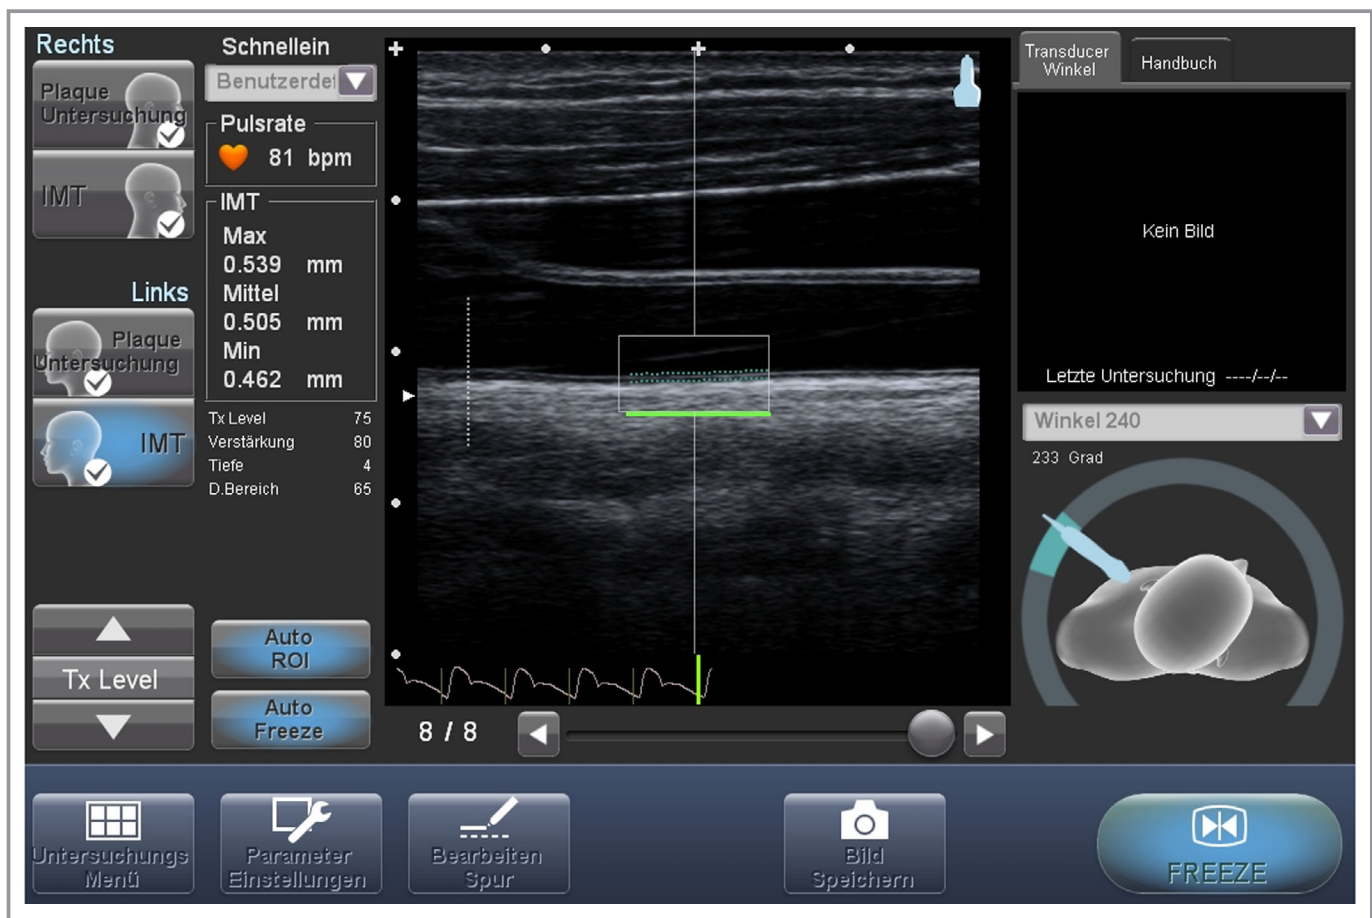 Rechts
Plaque
Untersuchung
IMT
Links
Plaque
Untersuchung
IMT
Tx Level
Schnellein
Benutzerdef
Pulsrate
81 bpm
IMT
Max
0.539 mm
Mittel
0.505 mm
Min
0.462 mm
Tx Level 75
Verstärkung 80
Tiefe 4
D.Bereich 65
Auto
ROI
Auto
Freeze
8 / 8
Transducer
Winkel
Handbuch
Kein Bild
Letzte Untersuchung ----/--/--
Winkel 240
233 Grad
Untersuchungs
Menü
Parameter
Einstellungen
Bearbeiten
Spur
Bild
Speichern
FREEZE